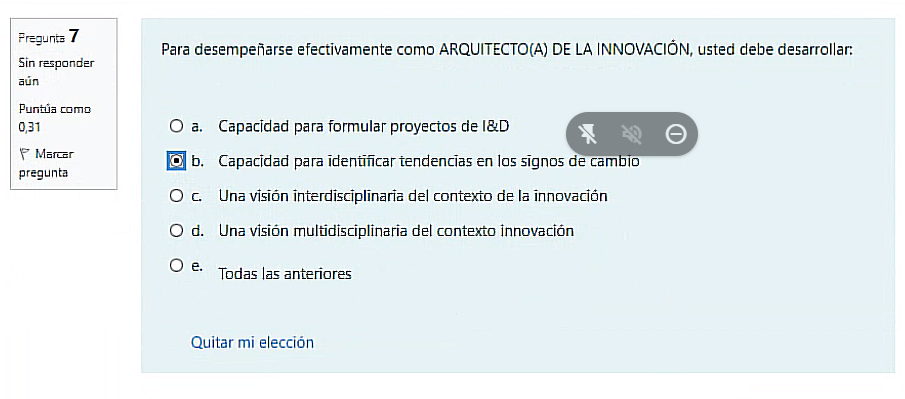 Pregunta 7
Sin responder
aún
Puntúa como
0,31
Marcar
pregunta
Para desempeñarse efectivamente como ARQUITECTO(A) DE LA INNOVACIÓN, usted debe desarrollar:
a. Capacidad para formular proyectos de I&D
b. Capacidad para identificar tendencias en los signos de cambio
c. Una visión interdisciplinaria del contexto de la innovación
d. Una visión multidisciplinaria del contexto innovación
e. Todas las anteriores
Quitar mi elección